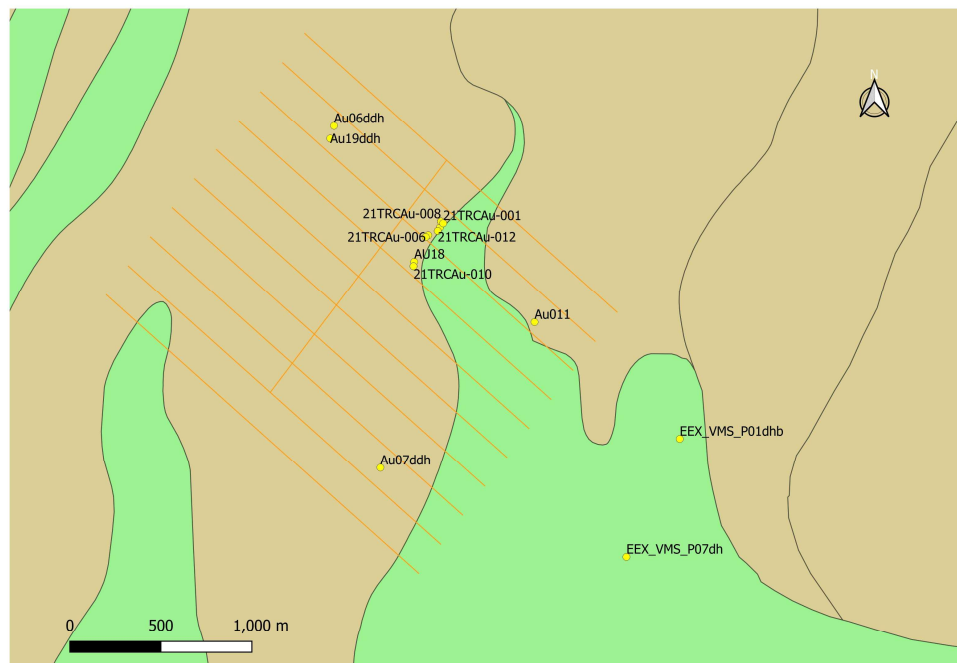 N
Au06ddh
Au19ddh
21TRCAu-008
21TRCAu-001
21TRCAu-006
21TRCAu-012
AU18
21TRCAu-010
Au011
EEX_VMS_P01dhb
Au07ddh
EEX_VMS_P07dh
0 500 1,000 m